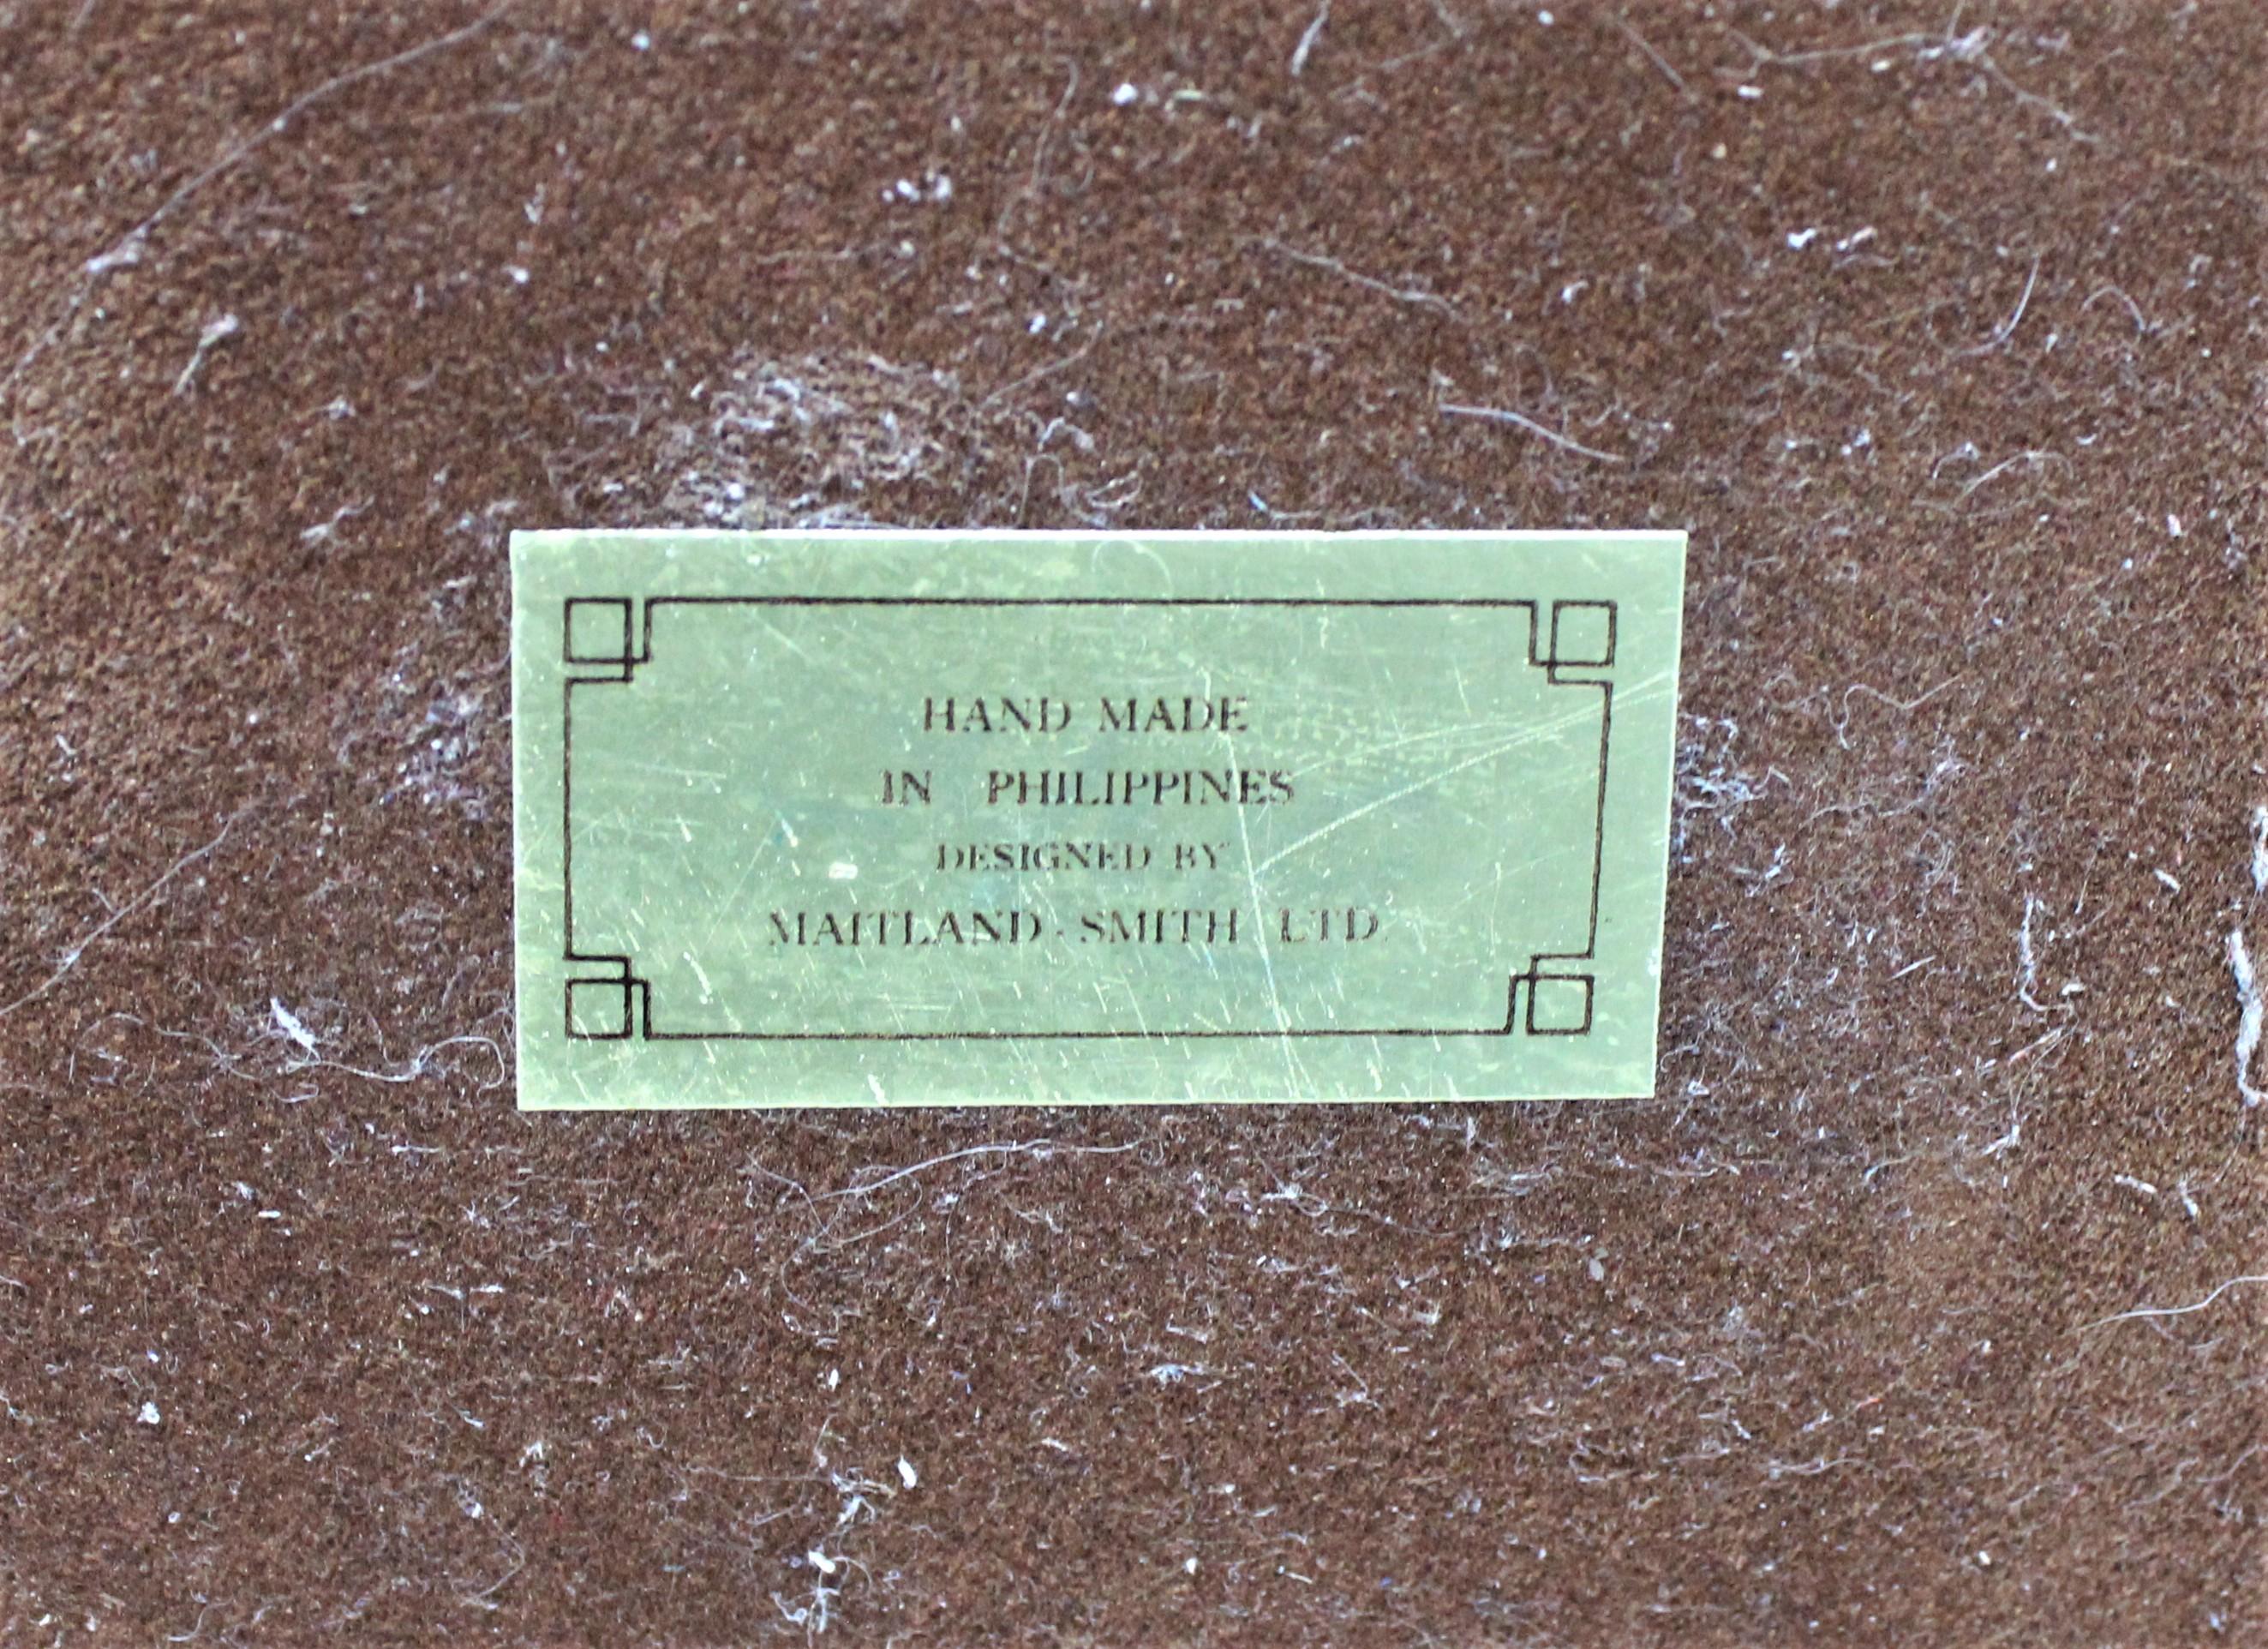 HAND MADE
IN PHILIPPINES
DESIGNED BY
MAITLAND-SMITH LTD.